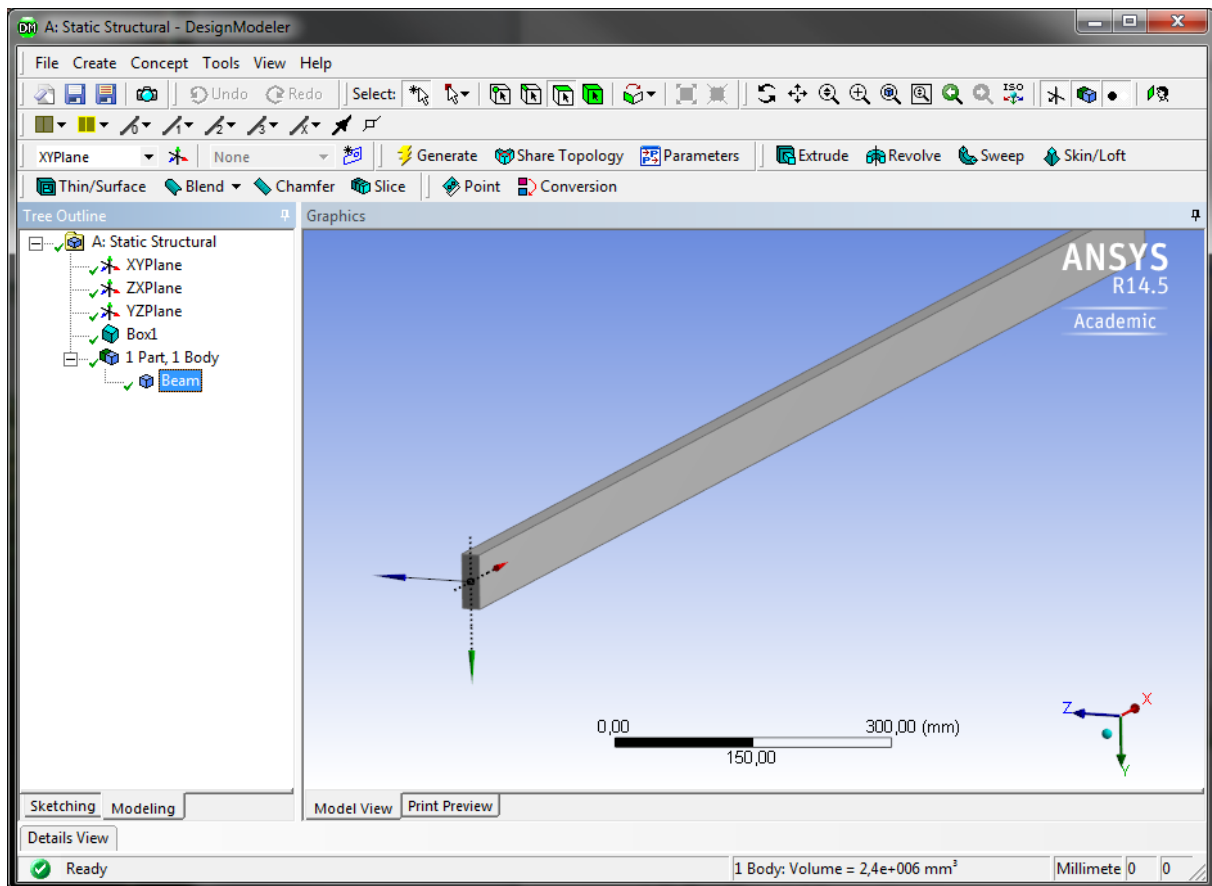 DM A: Static Structural - DesignModeler
File Create Concept Tools View Help
Undo Redo Select: ISO
XYPlane None Generate Share Topology Parameters Extrude Revolve Sweep Skin/Loft
Thin/Surface Blend Chamfer Slice Point Conversion
Tree Outline
A: Static Structural
XYPlane
ZXPlane
YZPlane
Box1
1 Part, 1 Body
Beam
Sketching Modeling
Graphics
ANSYS
R14.5
Academic
0,00 300,00 (mm)
150,00
Z X
Y
Model View Print Preview
Details View
Ready 1 Body: Volume = 2,4e+006 mm³ Millimete 0 0